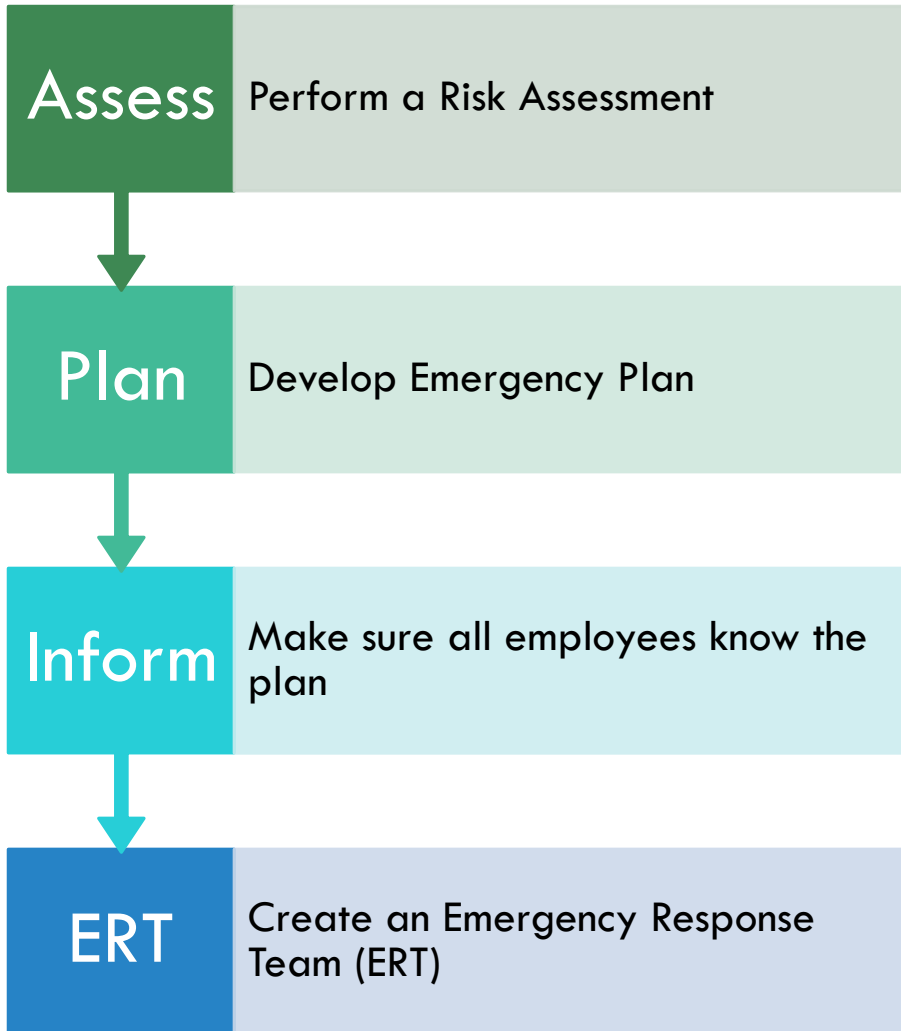 Assess
Perform a Risk Assessment
Plan
Develop Emergency Plan
Inform
Make sure all employees know the
plan
ERT
Create an Emergency Response
Team (ERT)